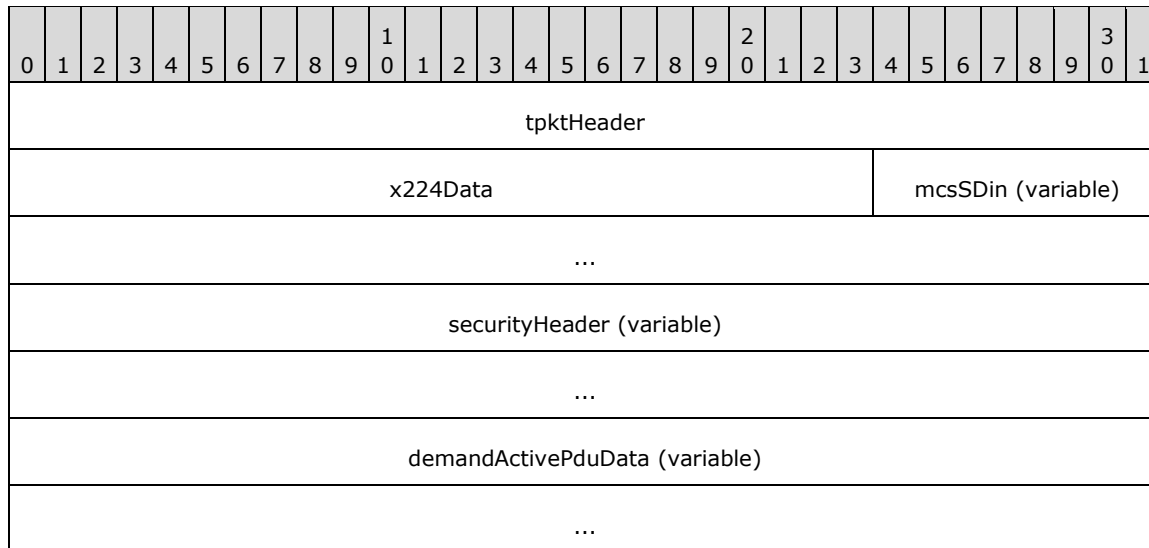 1 2 3
0 1 2 3 4 5 6 7 8 9 0 1 2 3 4 5 6 7 8 9 0 1 2 3 4 5 6 7 8 9 0 1
tpktHeader
x224Data mcsSDin (variable)
...
securityHeader (variable)
...
demandActivePduData (variable)
...